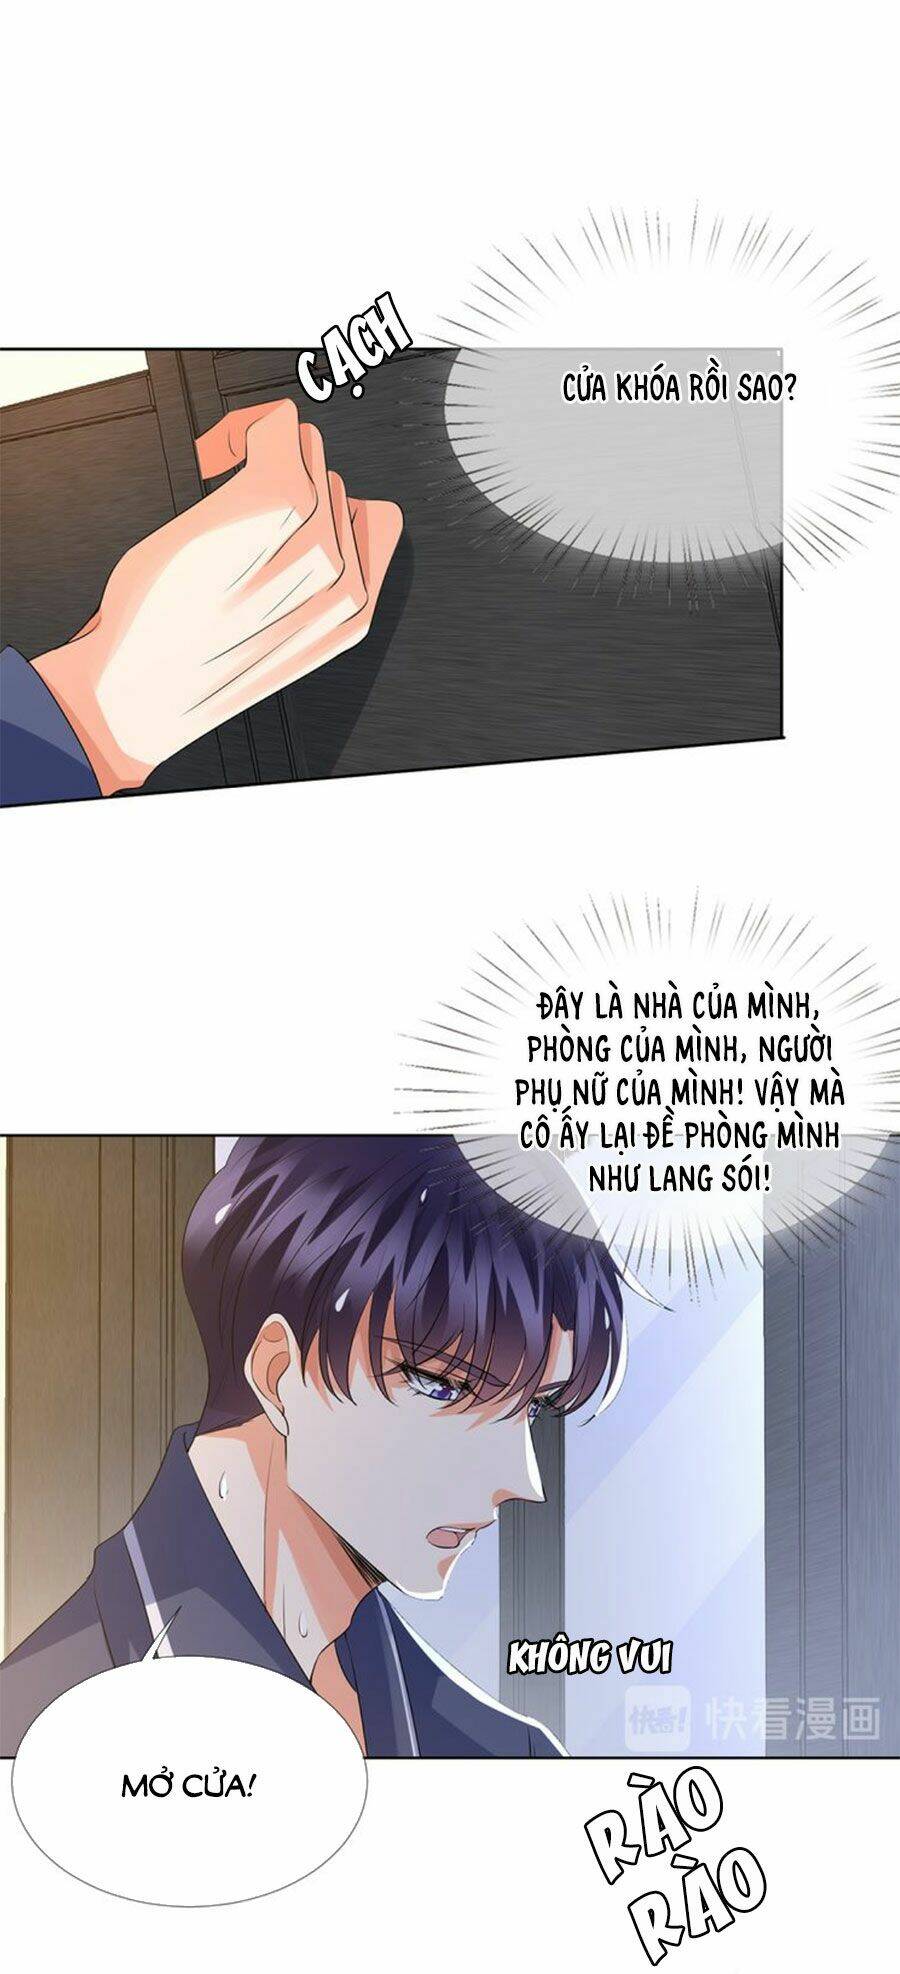 CẠCH
CỬA KHÓA RỒI SAO?
ĐÂY LÀ NHÀ CỦA MÌNH,
PHÒNG CỦA MÌNH, NGƯỜI
PHỤ NỮ CỦA MÌNH! VẬY MÀ
CÔ ẤY LẠI ĐỀ PHÒNG MÌNH
NHƯ LANG SÓI!
KHÔNG VUI
快看! 快看漫画
MỞ CỬA!
RÀO
RÀO